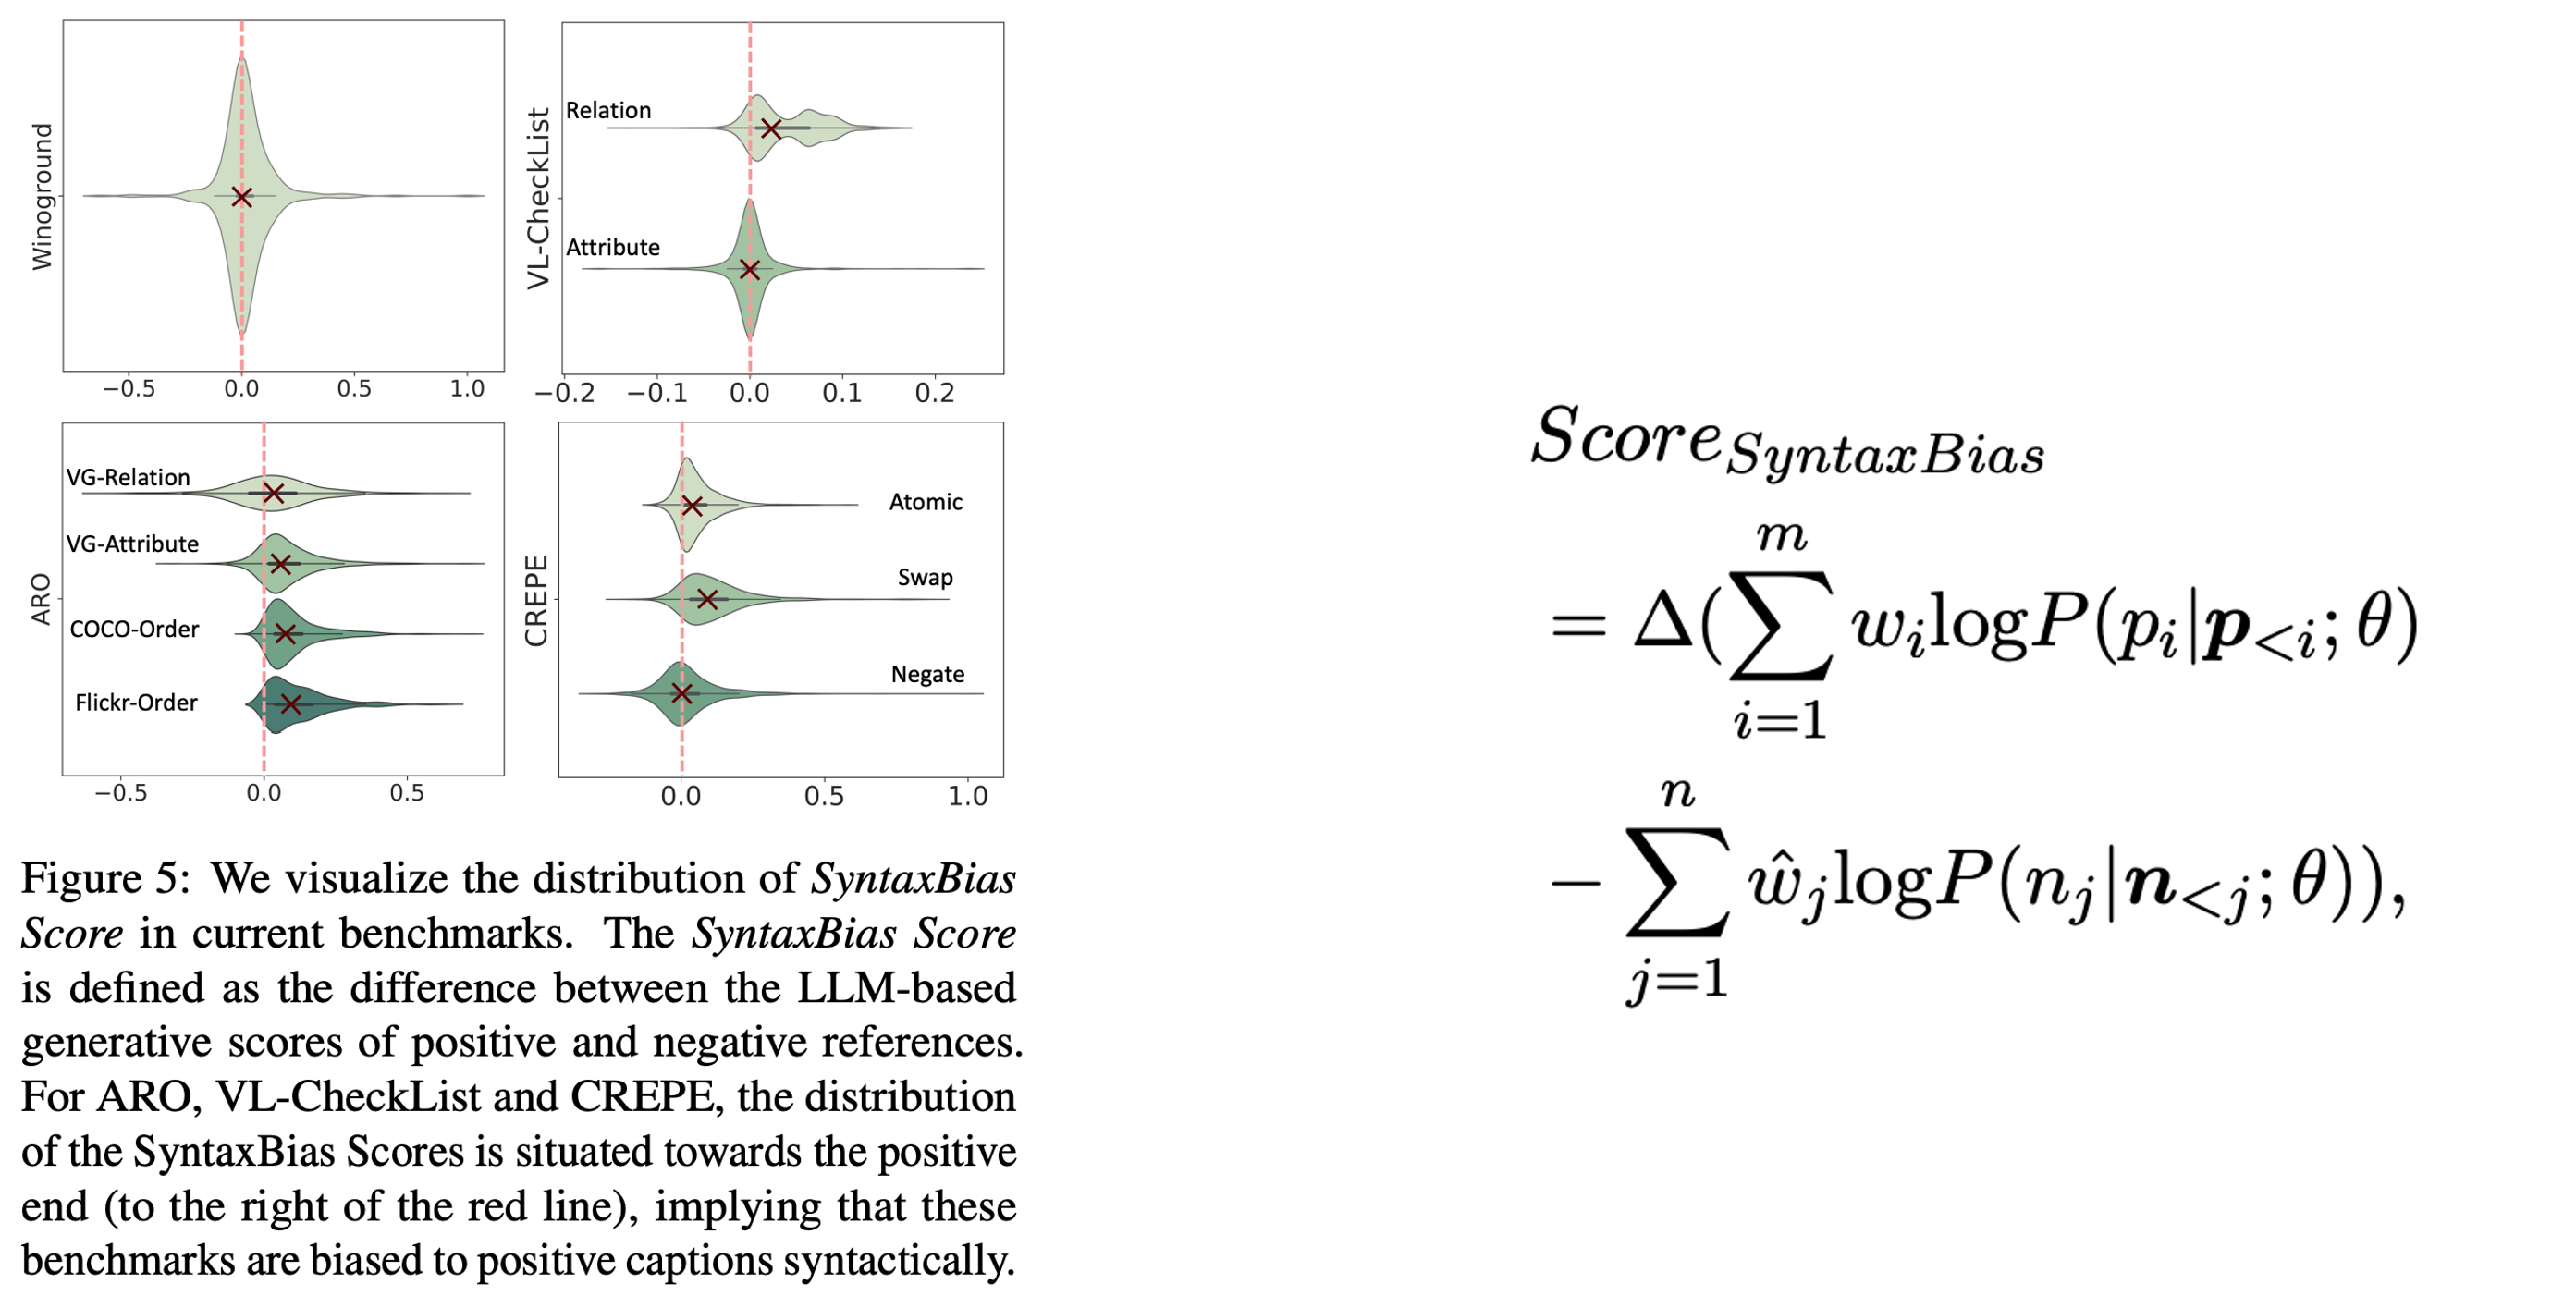 Winoground
−0.5 0.0 0.5 1.0
VL-CheckList
Relation
Attribute
−0.2 −0.1 0.0 0.1 0.2
ARO
VG-Relation
VG-Attribute
COCO-Order
Flickr-Order
−0.5 0.0 0.5
CREPE
Atomic
Swap
Negate
0.0 0.5 1.0
Figure 5: We visualize the distribution of SyntaxBias
Score in current benchmarks. The SyntaxBias Score
is defined as the difference between the LLM-based
generative scores of positive and negative references.
For ARO, VL-CheckList and CREPE, the distribution
of the SyntaxBias Scores is situated towards the positive
end (to the right of the red line), implying that these
benchmarks are biased to positive captions syntactically.
Score_{SyntaxBias}
= Δ(∑_{i=1}^{m} w_i logP(p_i|p_{<i}; θ)
− ∑_{j=1}^{n} ŵ_j logP(n_j|n_{<j}; θ)),